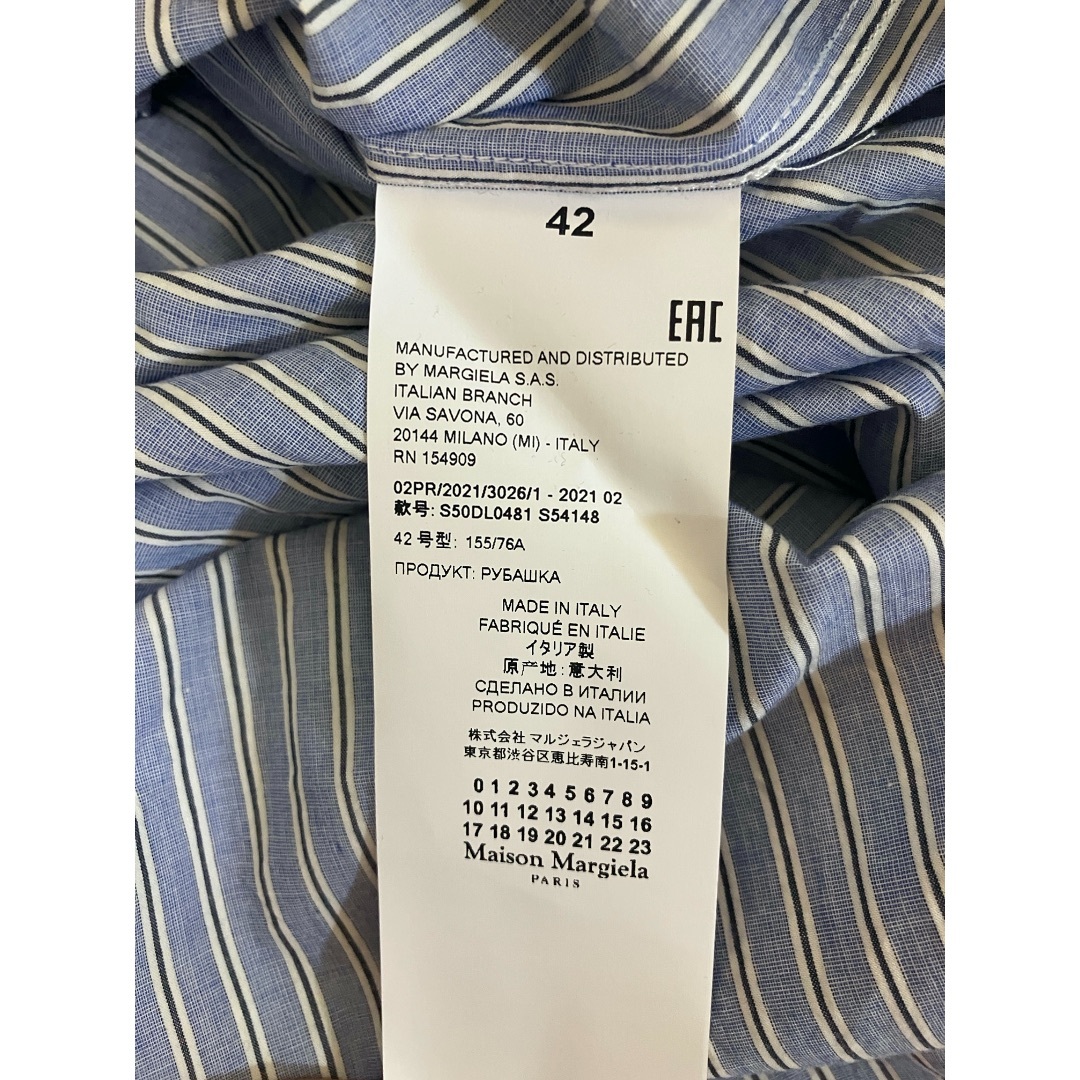 42
EAC
MANUFACTURED AND DISTRIBUTED
BY MARGIELA S.A.S.
ITALIAN BRANCH
VIA SAVONA, 60
20144 MILANO (MI) - ITALY
RN 154909
02PR/2021/3026/1 - 2021 02
款号: S50DL0481 S54148
42 号型: 155/76A
ПРОДУКТ: РУБАШКА
MADE IN ITALY
FABRIQUÉ EN ITALIE
イタリア製
原产地: 意大利
СДЕЛАНО В ИТАЛИИ
PRODUZIDO NA ITALIA
株式会社 マルジェラジャパン
東京都渋谷区恵比寿南1-15-1
0 1 2 3 4 5 6 7 8 9
10 11 12 13 14 15 16
17 18 19 20 21 22 23
Maison Margiela
PARIS